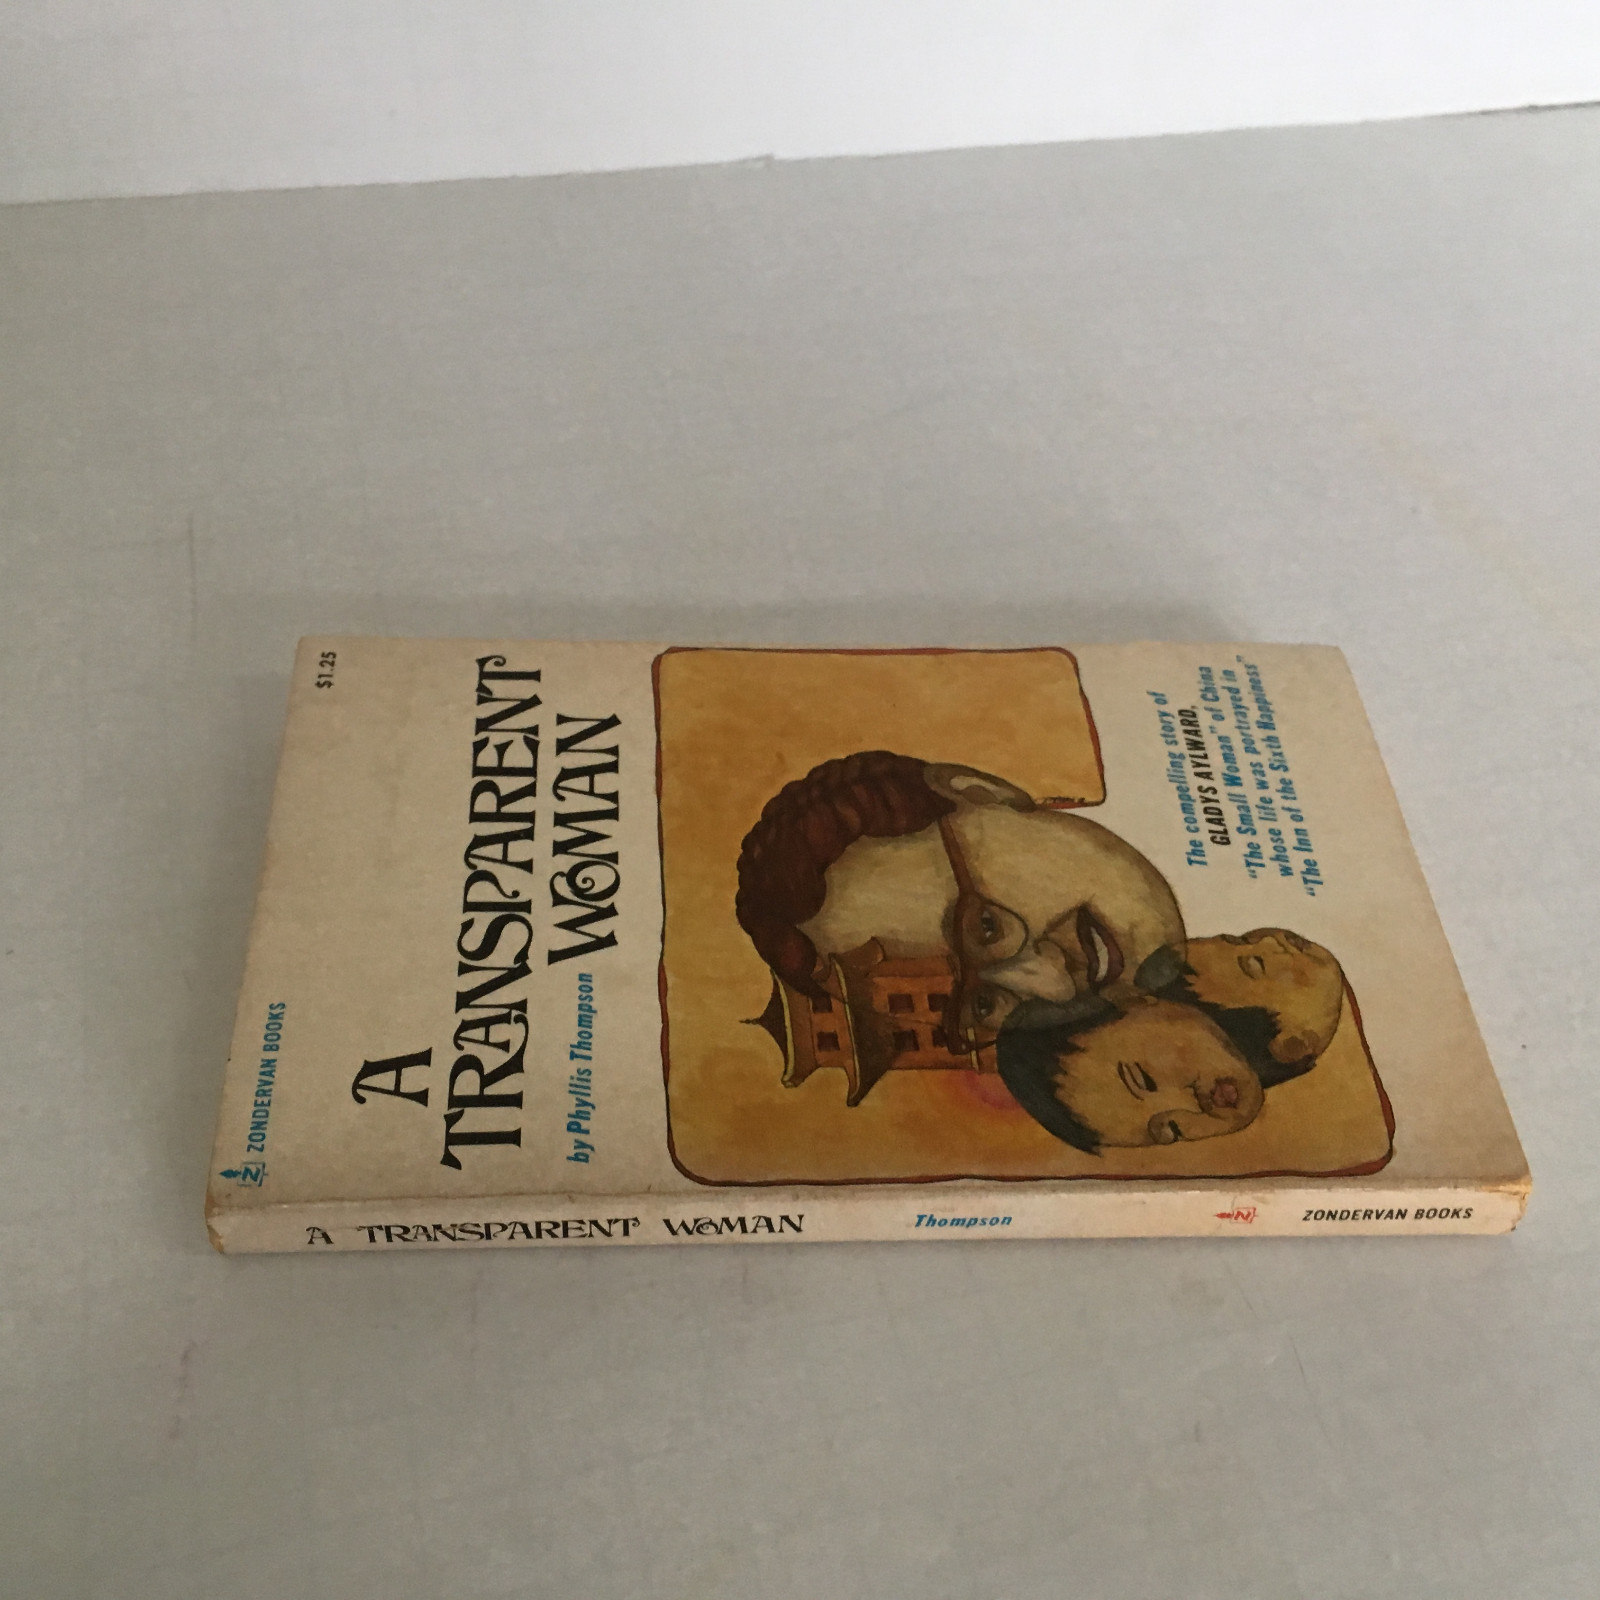 ZONDERVAN BOOKS
$1.25
A
TRANSPARENT
WOMAN
by Phyllis Thompson
The compelling story of
GLADYS AYLWARD,
"The Small Woman" of China
whose life was portrayed in
"The Inn of the Sixth Happiness"
A TRANSPARENT WOMAN Thompson Z ZONDERVAN BOOKS